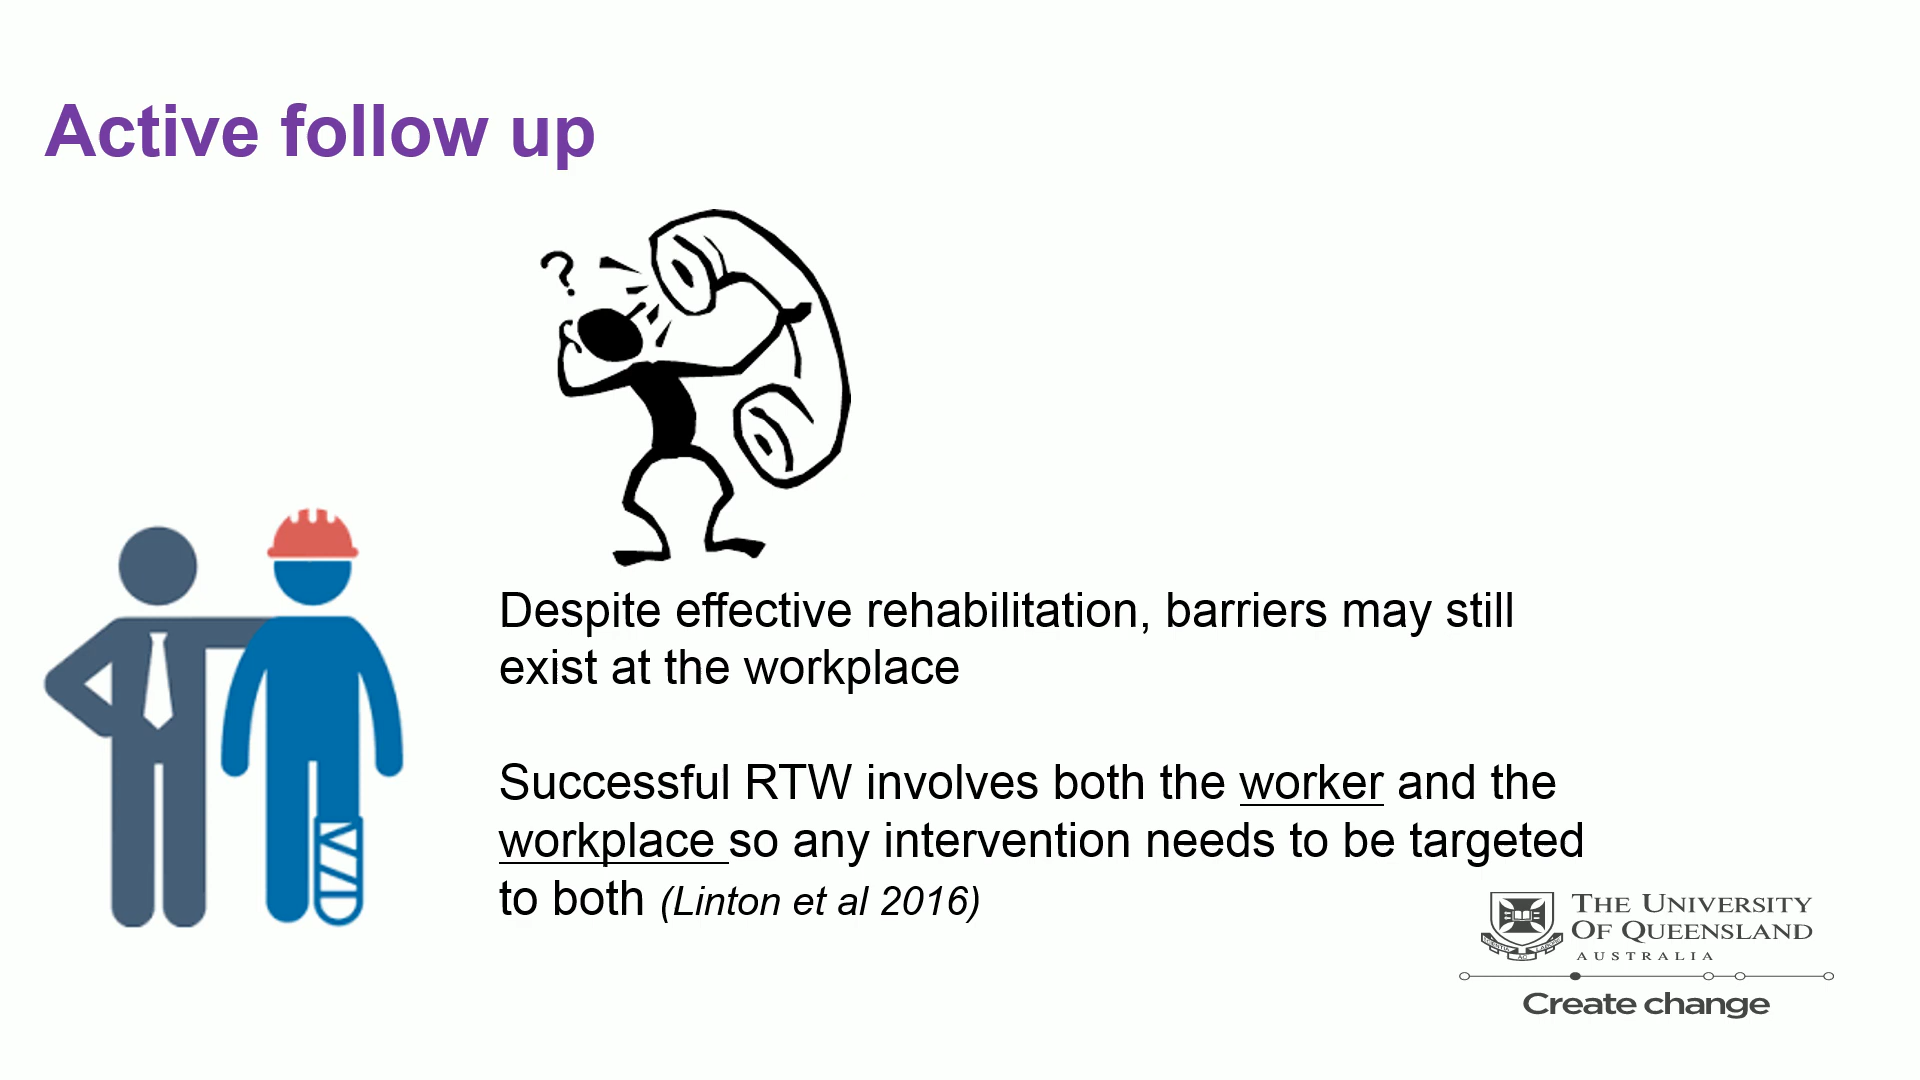 Active follow up
?
Despite effective rehabilitation, barriers may still
exist at the workplace
Successful RTW involves both the worker and the
workplace so any intervention needs to be targeted
to both (Linton et al 2016)
THE UNIVERSITY
OF QUEENSLAND
AUSTRALIA
Create change